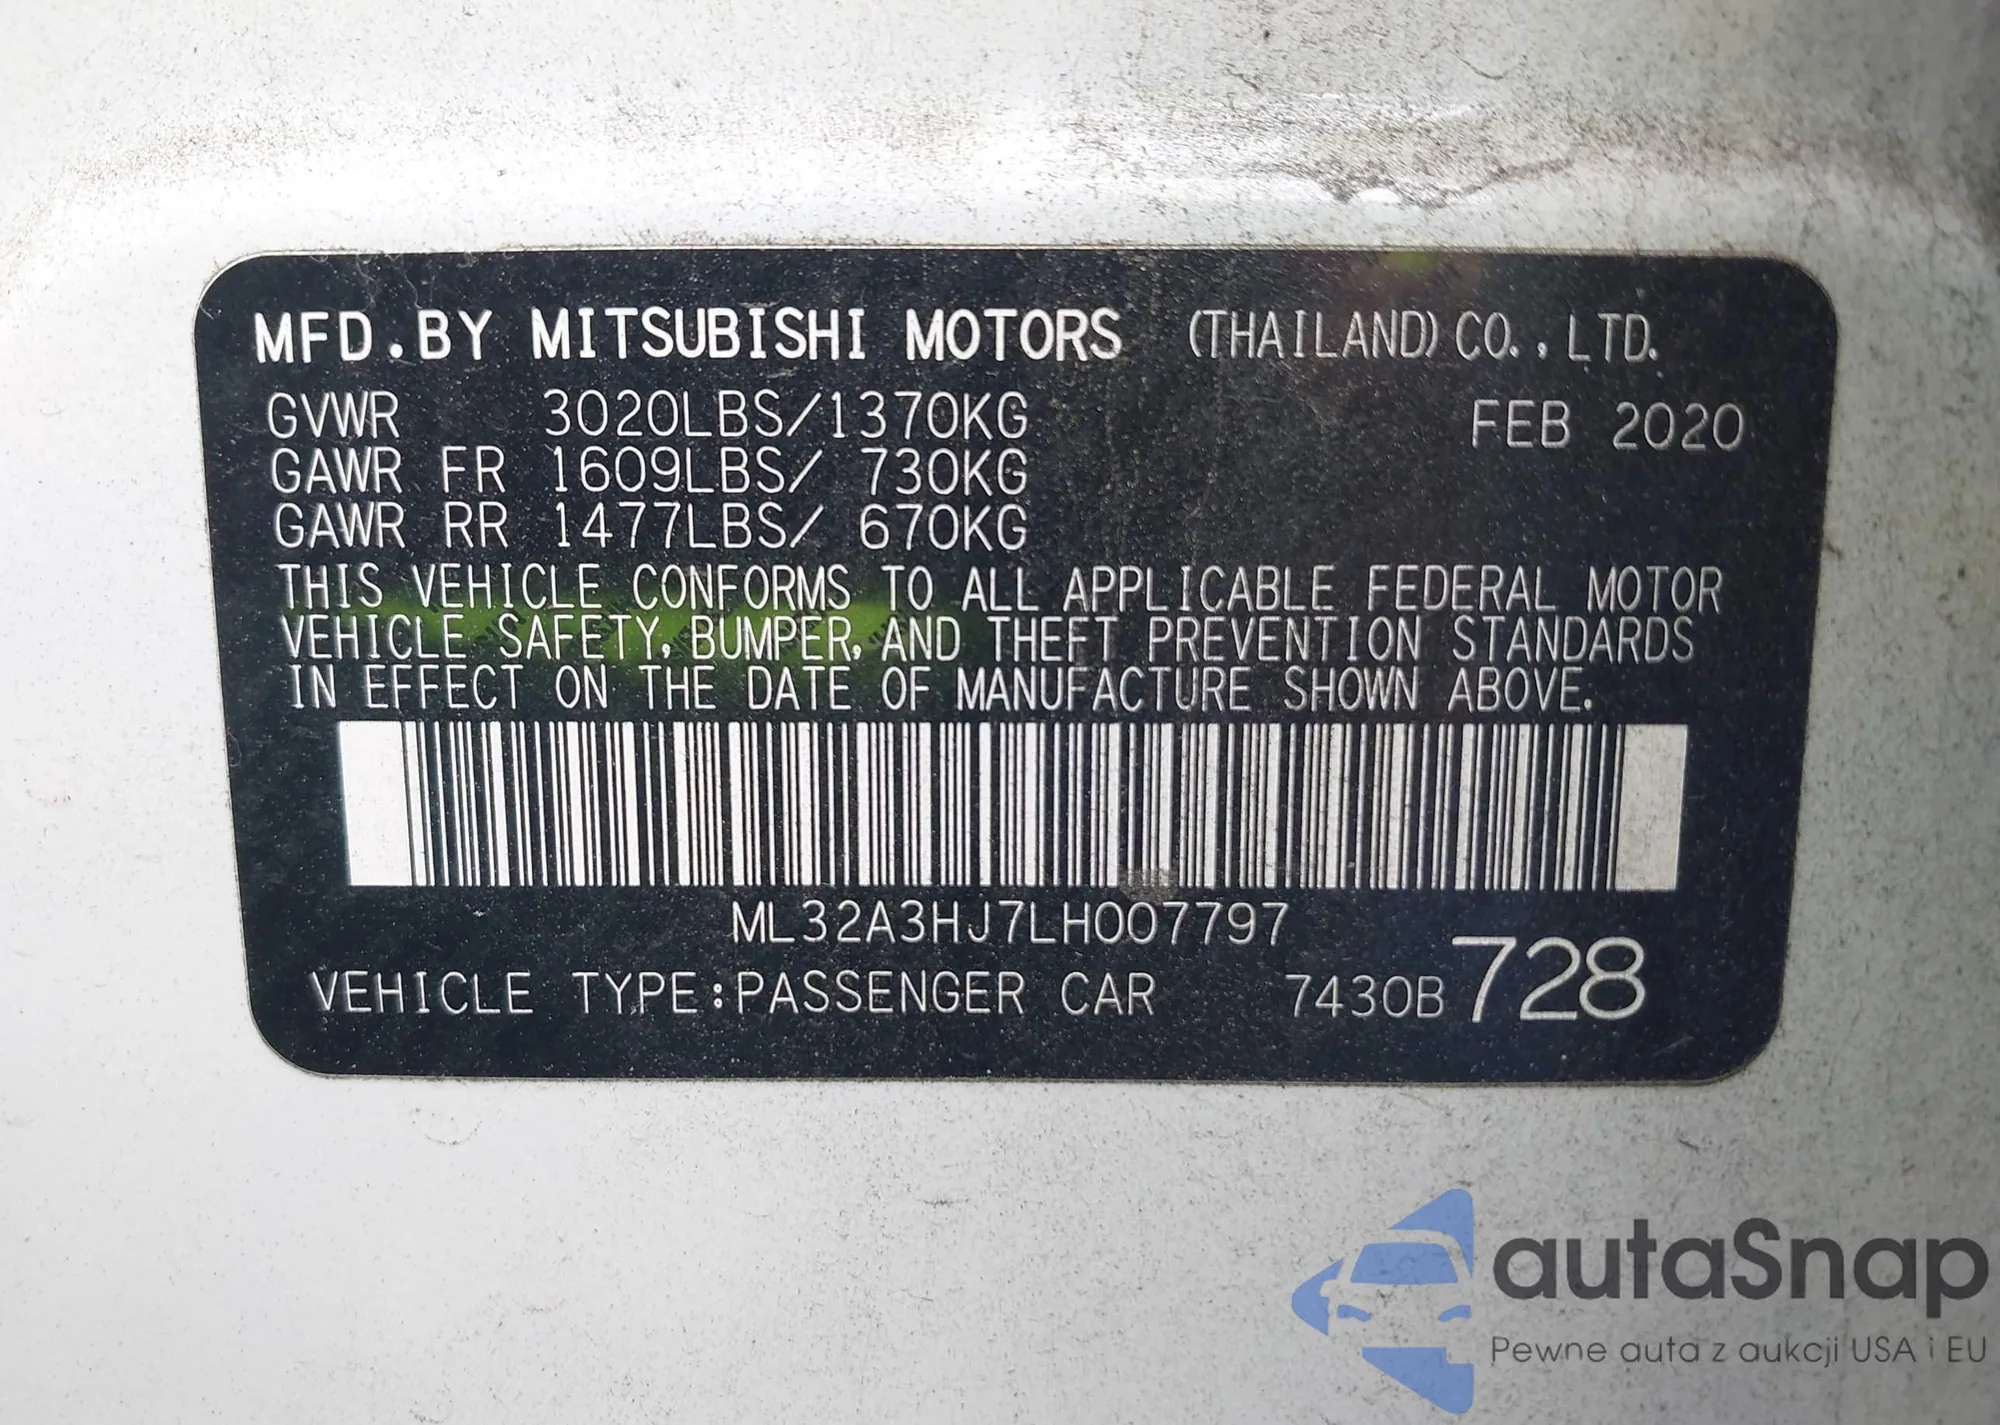 MFD.BY MITSUBISHI MOTORS (THAILAND) CO.,LTD.
GVWR 3020LBS/1370KG FEB 2020
GAWR FR 1609LBS/ 730KG
GAWR RR 1477LBS/ 670KG
THIS VEHICLE CONFORMS TO ALL APPLICABLE FEDERAL MOTOR
VEHICLE SAFETY, BUMPER, AND THEFT PREVENTION STANDARDS
IN EFFECT ON THE DATE OF MANUFACTURE SHOWN ABOVE.
ML32A3HJ7LH007797
VEHICLE TYPE:PASSENGER CAR 7430B 728
autaSnap
Pewne auta z aukcji USA i EU